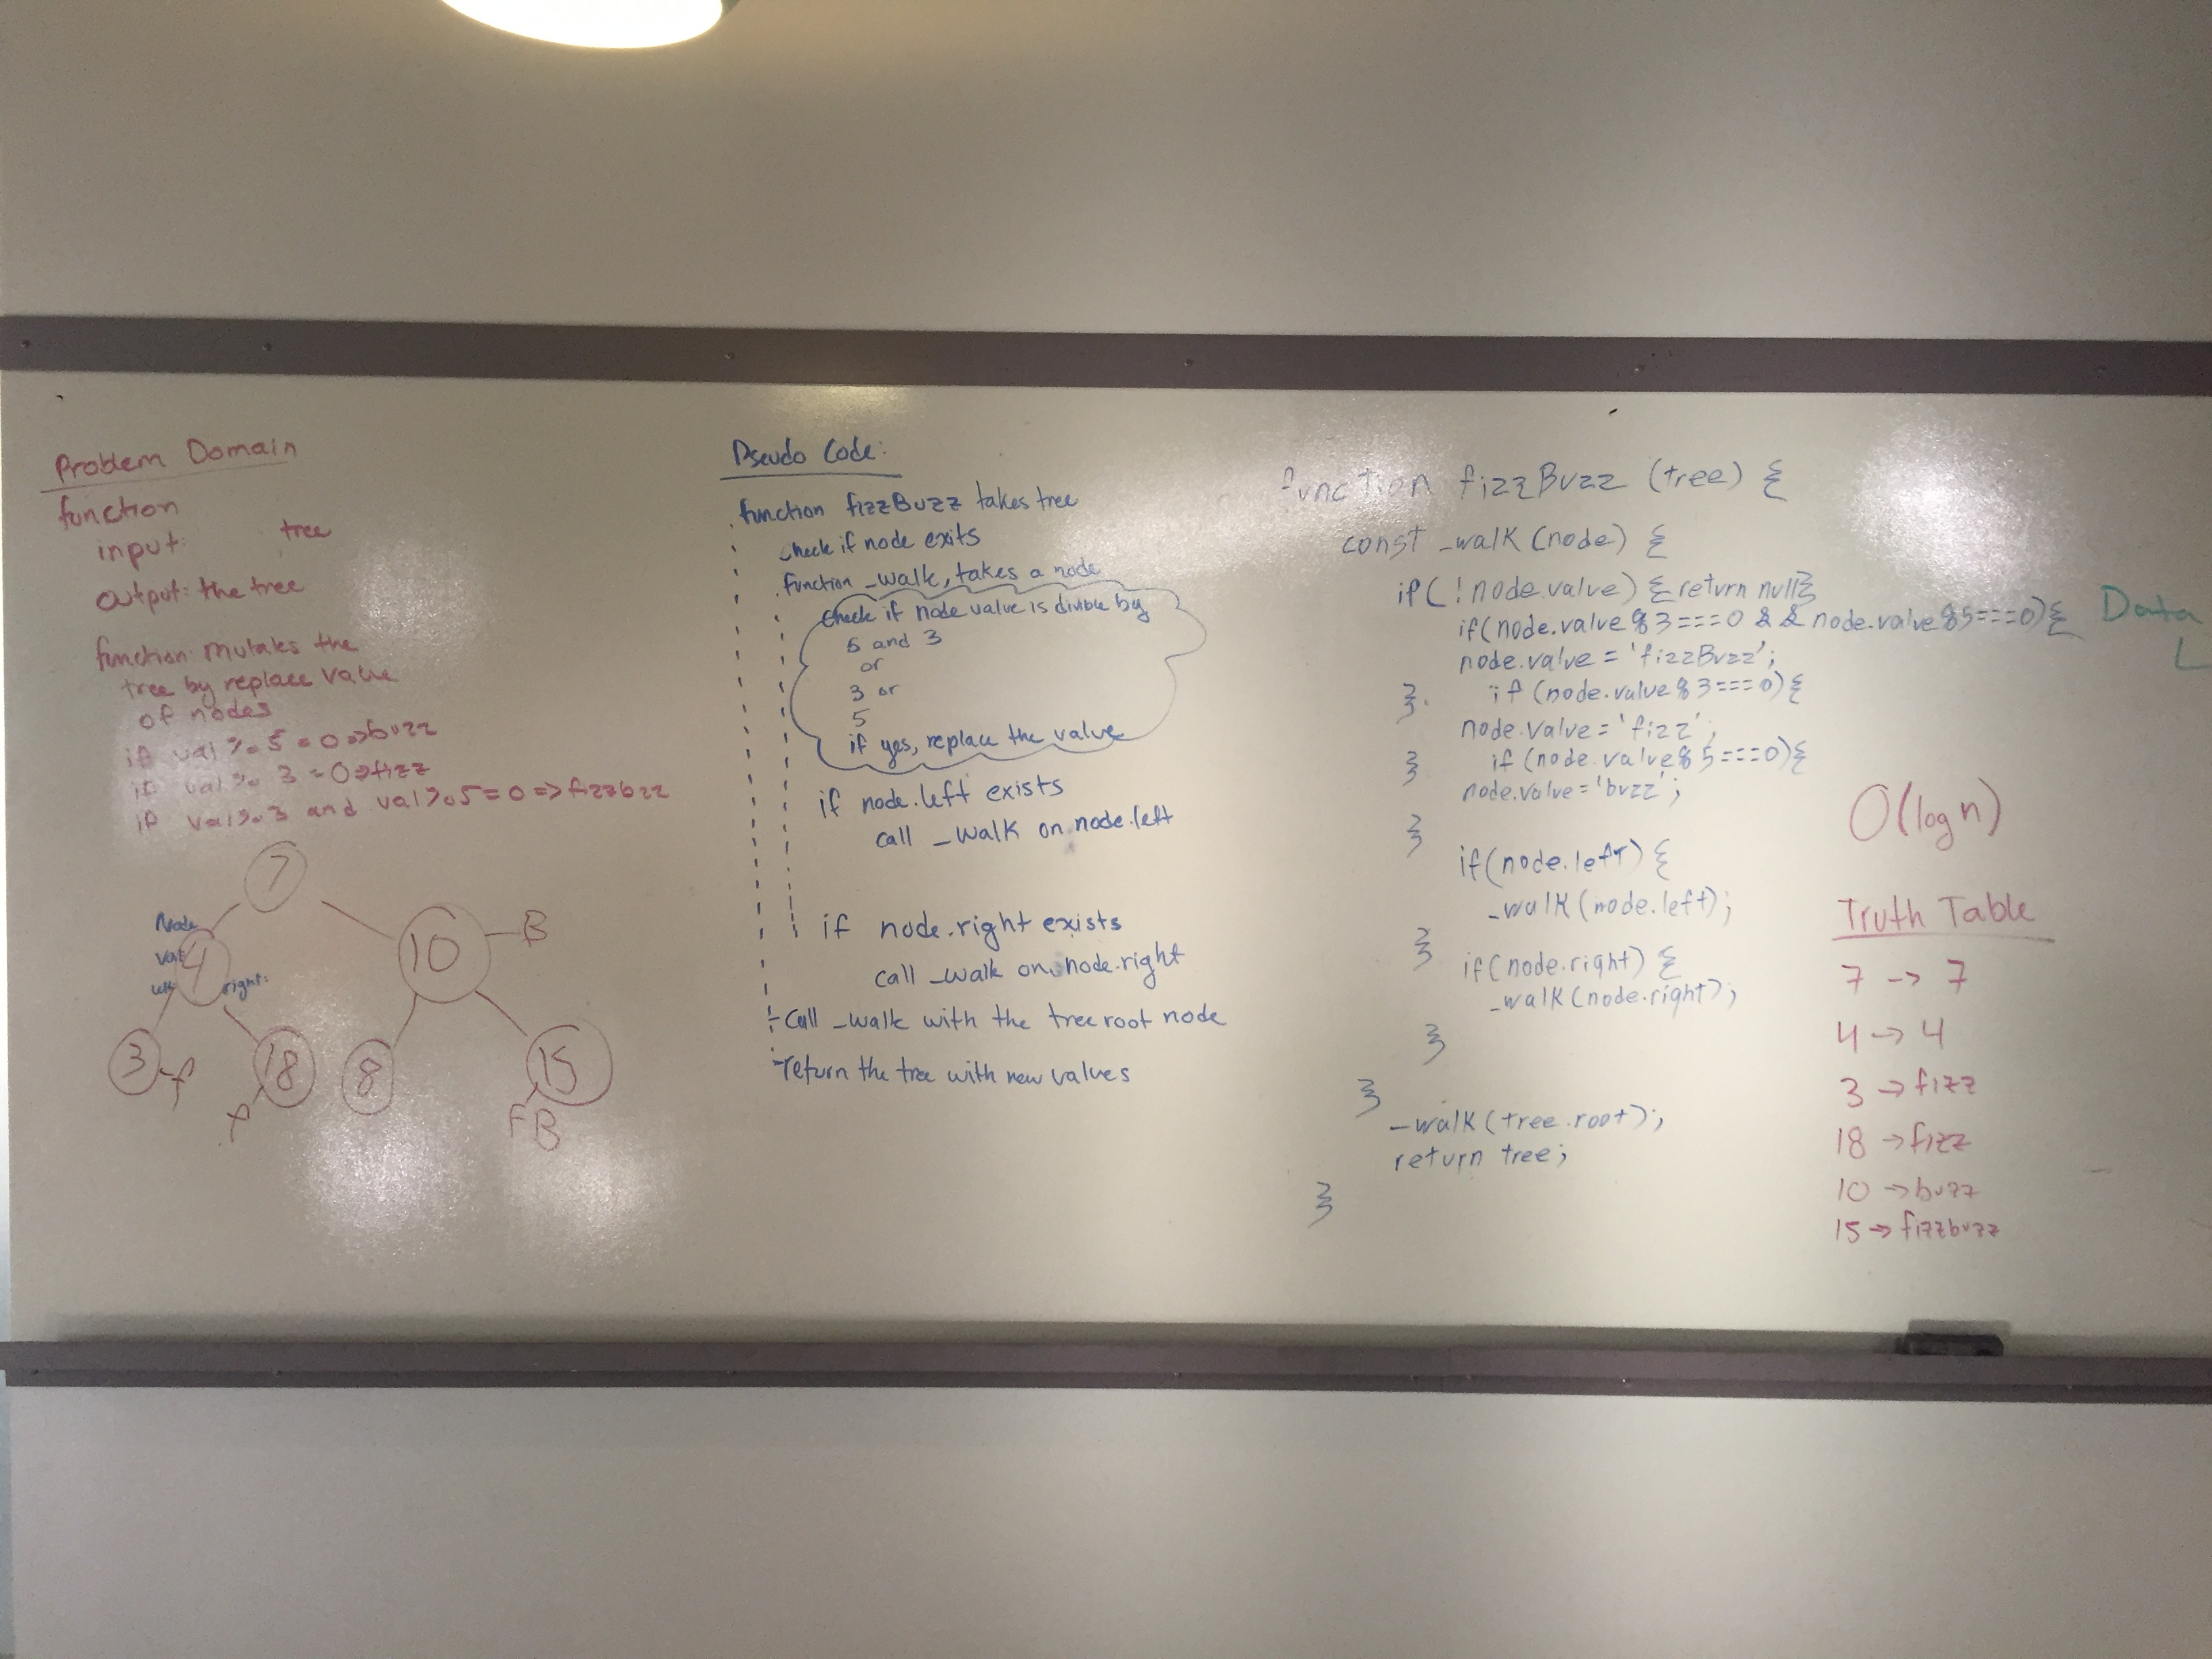 Problem Domain
function
input: tree
output: the tree
function mutates the
tree by replace value
of nodes
if val % 5 = 0 => buzz
if val % 3 = 0 => fizz
if val % 3 and val % 5 = 0 => fizzbzz
7
Node
val
left
right:
4
10
B
3
f
18
f
8
15
FB
Pseudo Code:
function fizzBuzz takes tree
check if node exits
function _walk, takes a node
check if node value is divible by
5 and 3
or
3 or
5
if yes, replace the value
if node.left exists
call _walk on node.left
if node.right exists
call _walk on node.right
- Call _walk with the tree root node
- return the tree with new values
function fizzBuzz (tree) {
const _walk (node) {
if( ! node.value) { return null}
if(node.value % 3 === 0 && node.value % 5 === 0) {
node.value = 'fizzBuzz';
} if (node.value % 3 === 0) {
node.value = 'fizz';
} if (node.value % 5 === 0) {
node.value = 'buzz';
}
if(node.left) {
_walk(node.left);
}
if(node.right) {
_walk(node.right);
}
}
_walk(tree.root);
return tree;
}
Data
L
O(log n)
Truth Table
7 -> 7
4 -> 4
3 -> fizz
18 -> fizz
10 -> buzz
15 -> fizzbuzz